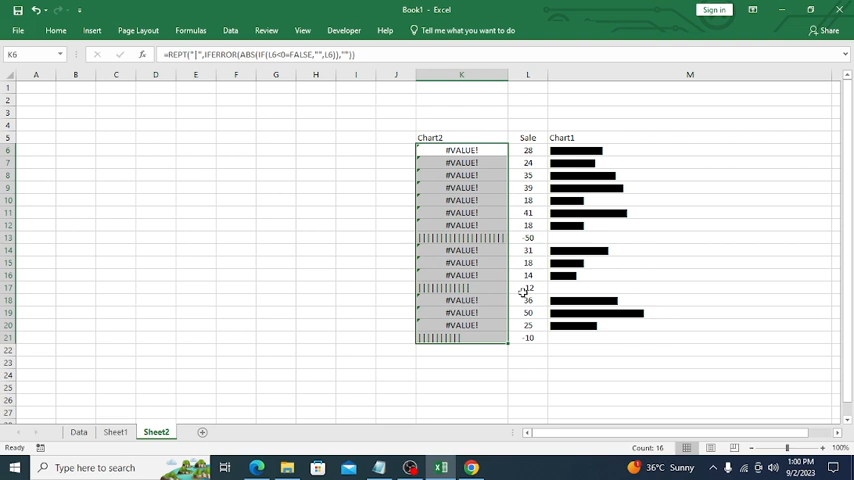 Book1 - Excel
Sign in
File Home Insert Page Layout Formulas Data Review View Developer Help Tell me what you want to do Share
K6 fx =REPT("|",IFERROR(ABS(IF(L6<0=FALSE,"",L6)),""))
A B C D E F G H I J K L M
1
2
3
4
5 Chart2 Sale Chart1
6 #VALUE! 28
7 #VALUE! 24
8 #VALUE! 35
9 #VALUE! 39
10 #VALUE! 18
11 #VALUE! 41
12 #VALUE! 18
13 |||||||||||||||||||| -50
14 #VALUE! 31
15 #VALUE! 18
16 #VALUE! 14
17 |||||||||||| -12
18 #VALUE! 36
19 #VALUE! 50
20 #VALUE! 25
21 |||||||||| -10
22
23
24
25
26
27
Data Sheet1 Sheet2
Ready Count: 16 100%
Type here to search 36°C Sunny 1:00 PM
9/2/2023